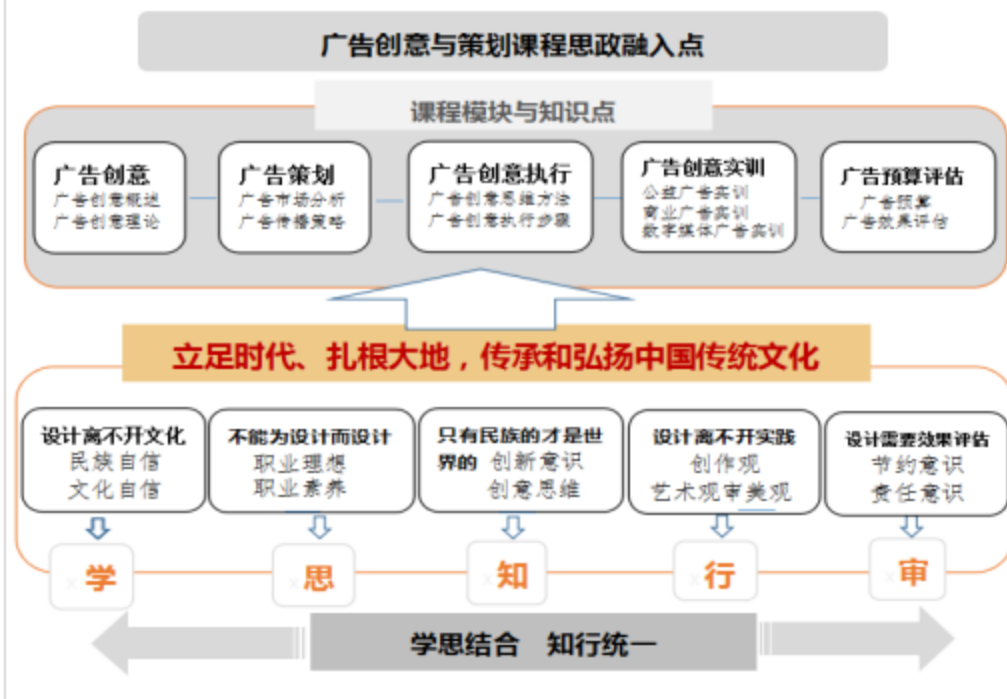 广告创意与策划课程思政融入点
课程模块与知识点
广告创意
广告创意概述
广告创意理论
广告策划
广告市场分析
广告传播策略
广告创意执行
广告创意思维方法
广告创意执行步骤
广告创意实训
公益广告实训
商业广告实训
数字媒体广告实训
广告预算评估
广告预算
广告效果评估
立足时代、扎根大地，传承和弘扬中国传统文化
设计离不开文化
民族自信
文化自信
不能为设计而设计
职业理想
职业素养
只有民族的才是世
界的 创新意识
创意思维
设计离不开实践
创作观
艺术观审美观
设计需要效果评估
节约意识
责任意识
学
思
知
行
审
学思结合 知行统一